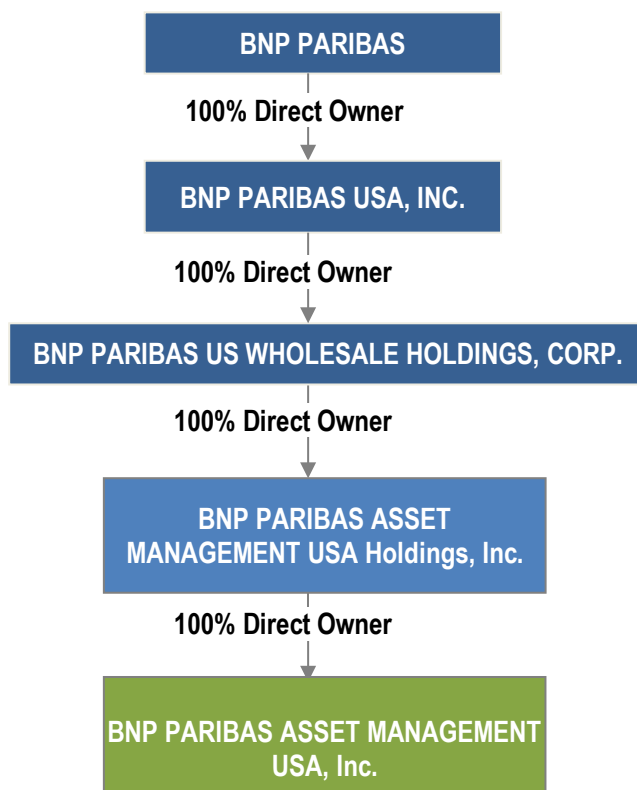 BNP PARIBAS
100% Direct Owner
BNP PARIBAS USA, INC.
100% Direct Owner
BNP PARIBAS US WHOLESALE HOLDINGS, CORP.
100% Direct Owner
BNP PARIBAS ASSET
MANAGEMENT USA Holdings, Inc.
100% Direct Owner
BNP PARIBAS ASSET MANAGEMENT
USA, Inc.